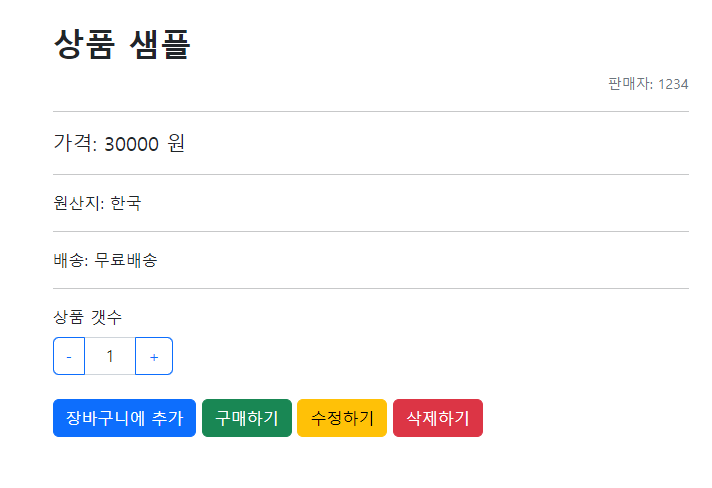 상품 샘플
판매자: 1234
가격: 30000 원
원산지: 한국
배송: 무료배송
상품 갯수
- 1 +
장바구니에 추가 구매하기 수정하기 삭제하기